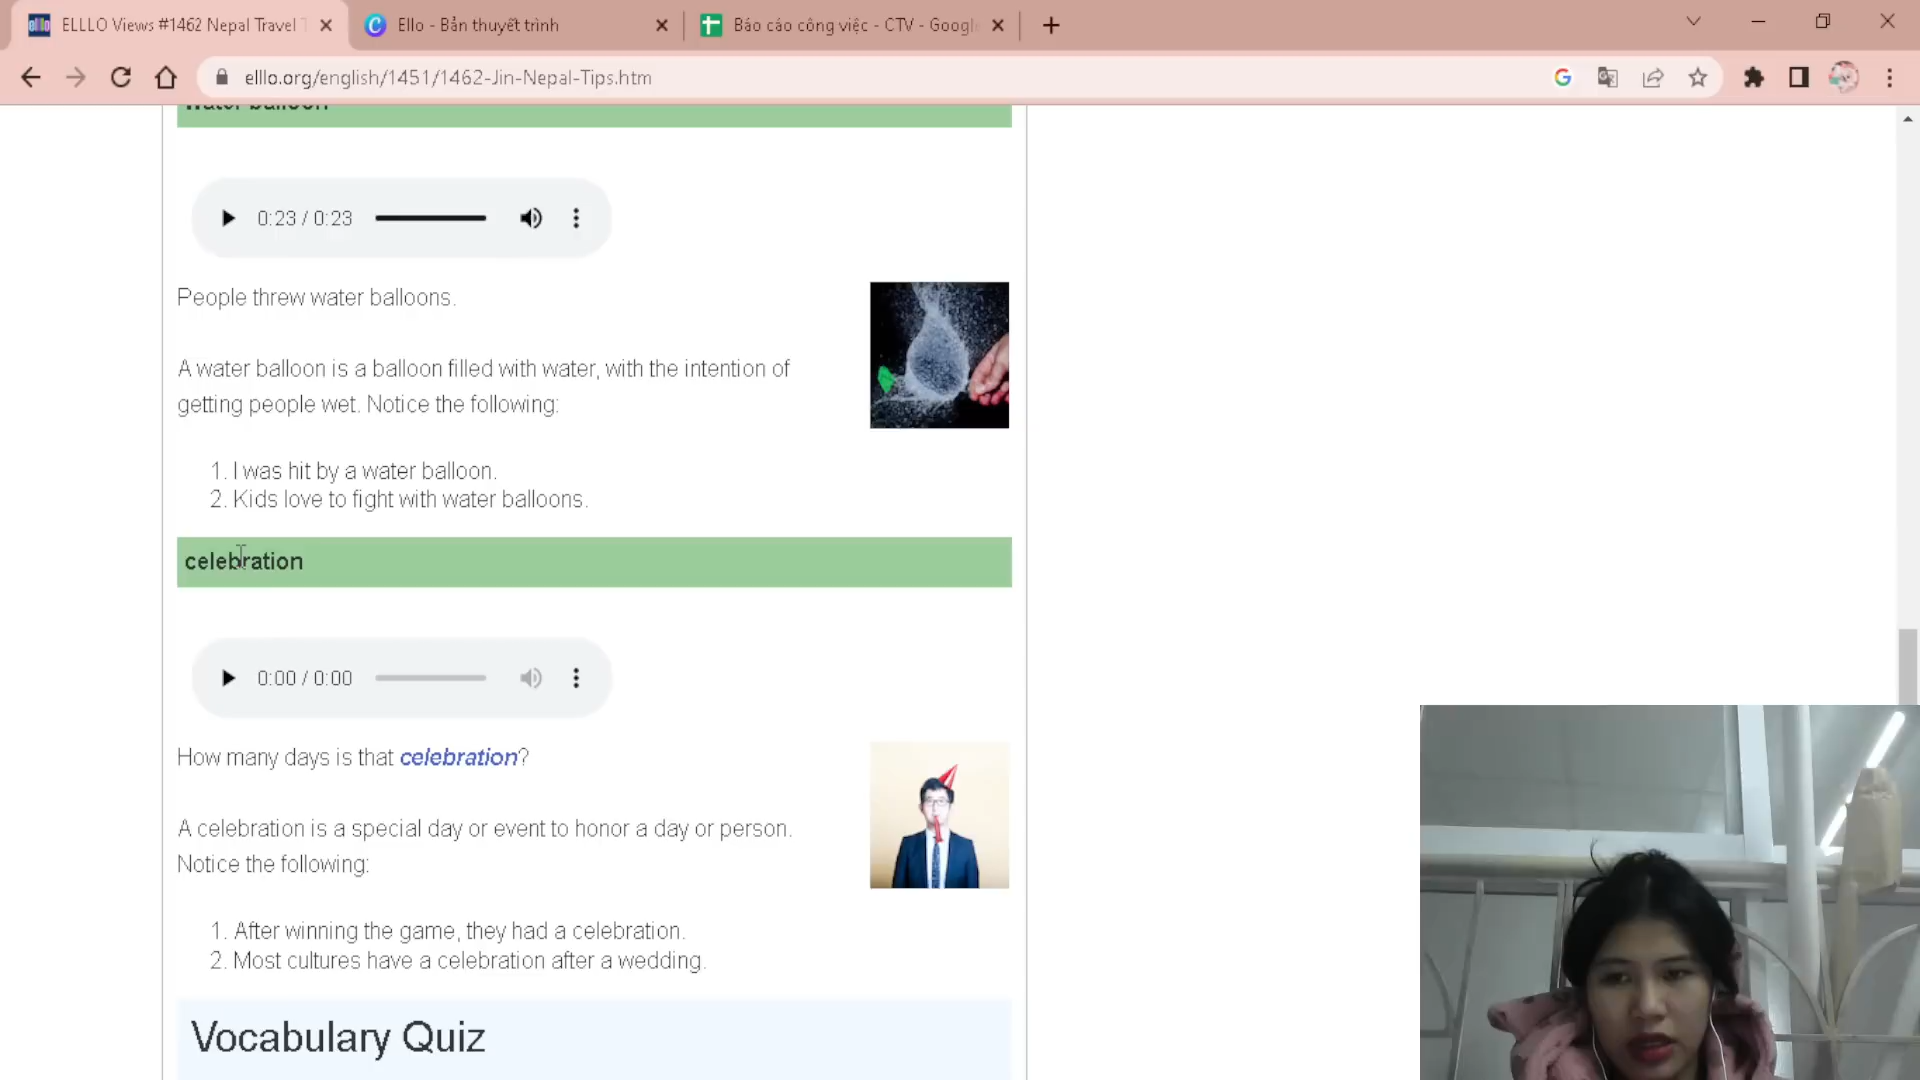 ELLLO Views #1462 Nepal Travel T
Ello - Bản thuyết trình
Báo cáo công việc - CTV - Googl
elllo.org/english/1451/1462-Jin-Nepal-Tips.htm
Water balloon
0:23 / 0:23
People threw water balloons.
A water balloon is a balloon filled with water, with the intention of
getting people wet. Notice the following:
1. I was hit by a water balloon.
2. Kids love to fight with water balloons.
celebration
0:00 / 0:00
How many days is that celebration?
A celebration is a special day or event to honor a day or person.
Notice the following:
1. After winning the game, they had a celebration.
2. Most cultures have a celebration after a wedding.
Vocabulary Quiz